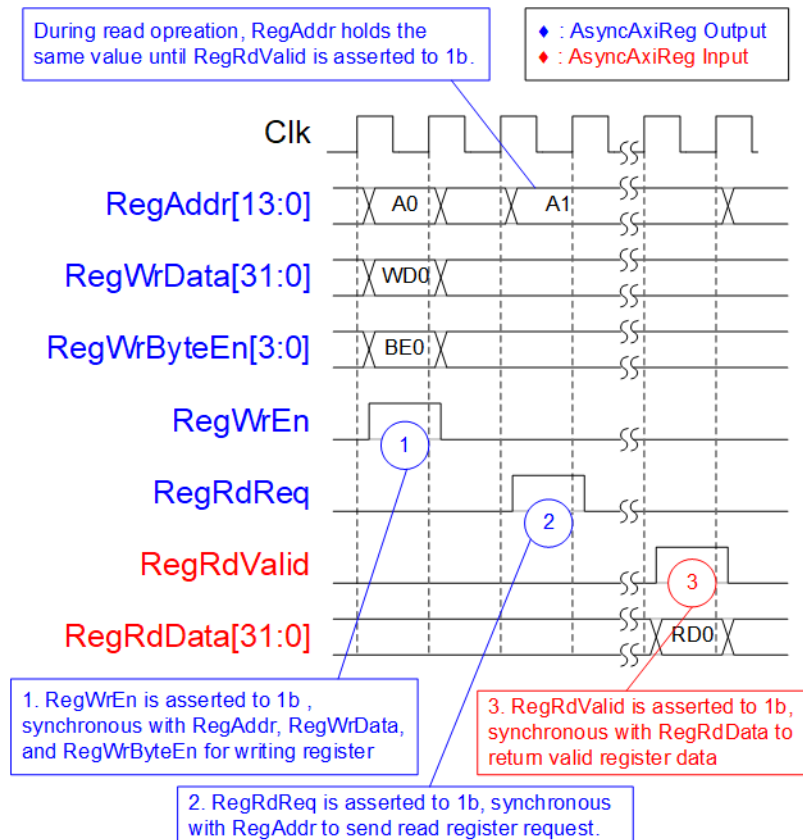 During read opreation, RegAddr holds the
same value until RegRdValid is asserted to 1b.
♦ : AsyncAxiReg Output
♦ : AsyncAxiReg Input
Clk
RegAddr[13:0]
A0
A1
RegWrData[31:0]
WD0
RegWrByteEn[3:0]
BE0
RegWrEn
1
RegRdReq
2
RegRdValid
3
RegRdData[31:0]
RD0
1. RegWrEn is asserted to 1b ,
synchronous with RegAddr, RegWrData,
and RegWrByteEn for writing register
3. RegRdValid is asserted to 1b,
synchronous with RegRdData to
return valid register data
2. RegRdReq is asserted to 1b, synchronous
with RegAddr to send read register request.